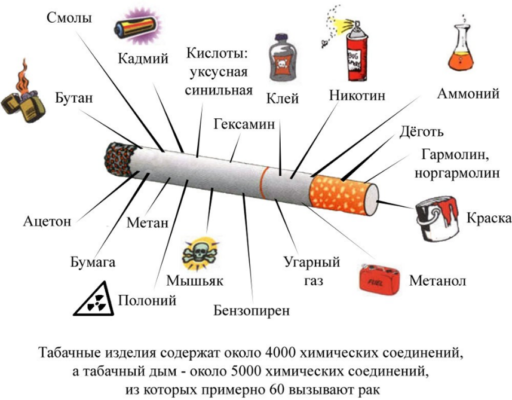 Смолы
Кадмий
Кислоты:
уксусная
синильная
Клей
Никотин
Аммоний
Бутан
Гексамин
Дёготь
Гармолин,
норгармолин
Ацетон
Метан
Краска
Бумага
Мышьяк
Угарный
газ
Метанол
Полоний
Бензопирен
Табачные изделия содержат около 4000 химических соединений,
а табачный дым - около 5000 химических соединений,
из которых примерно 60 вызывают рак